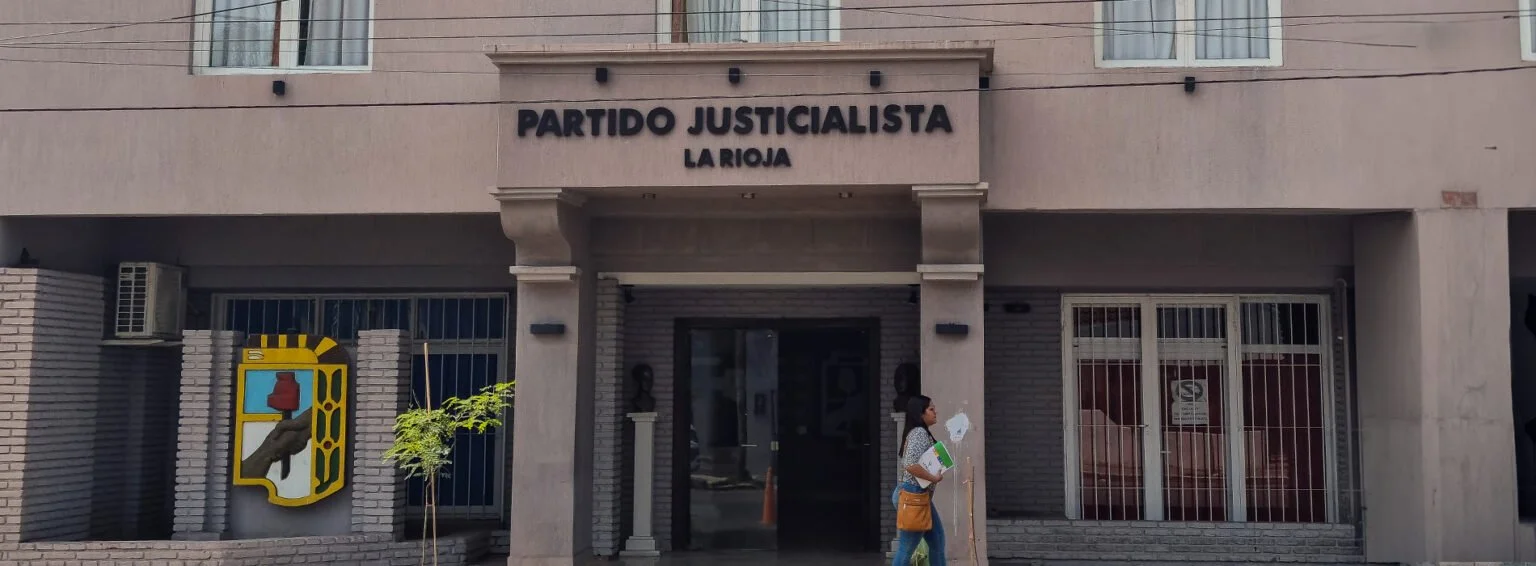 PARTIDO JUSTICIALISTA
LA RIOJA